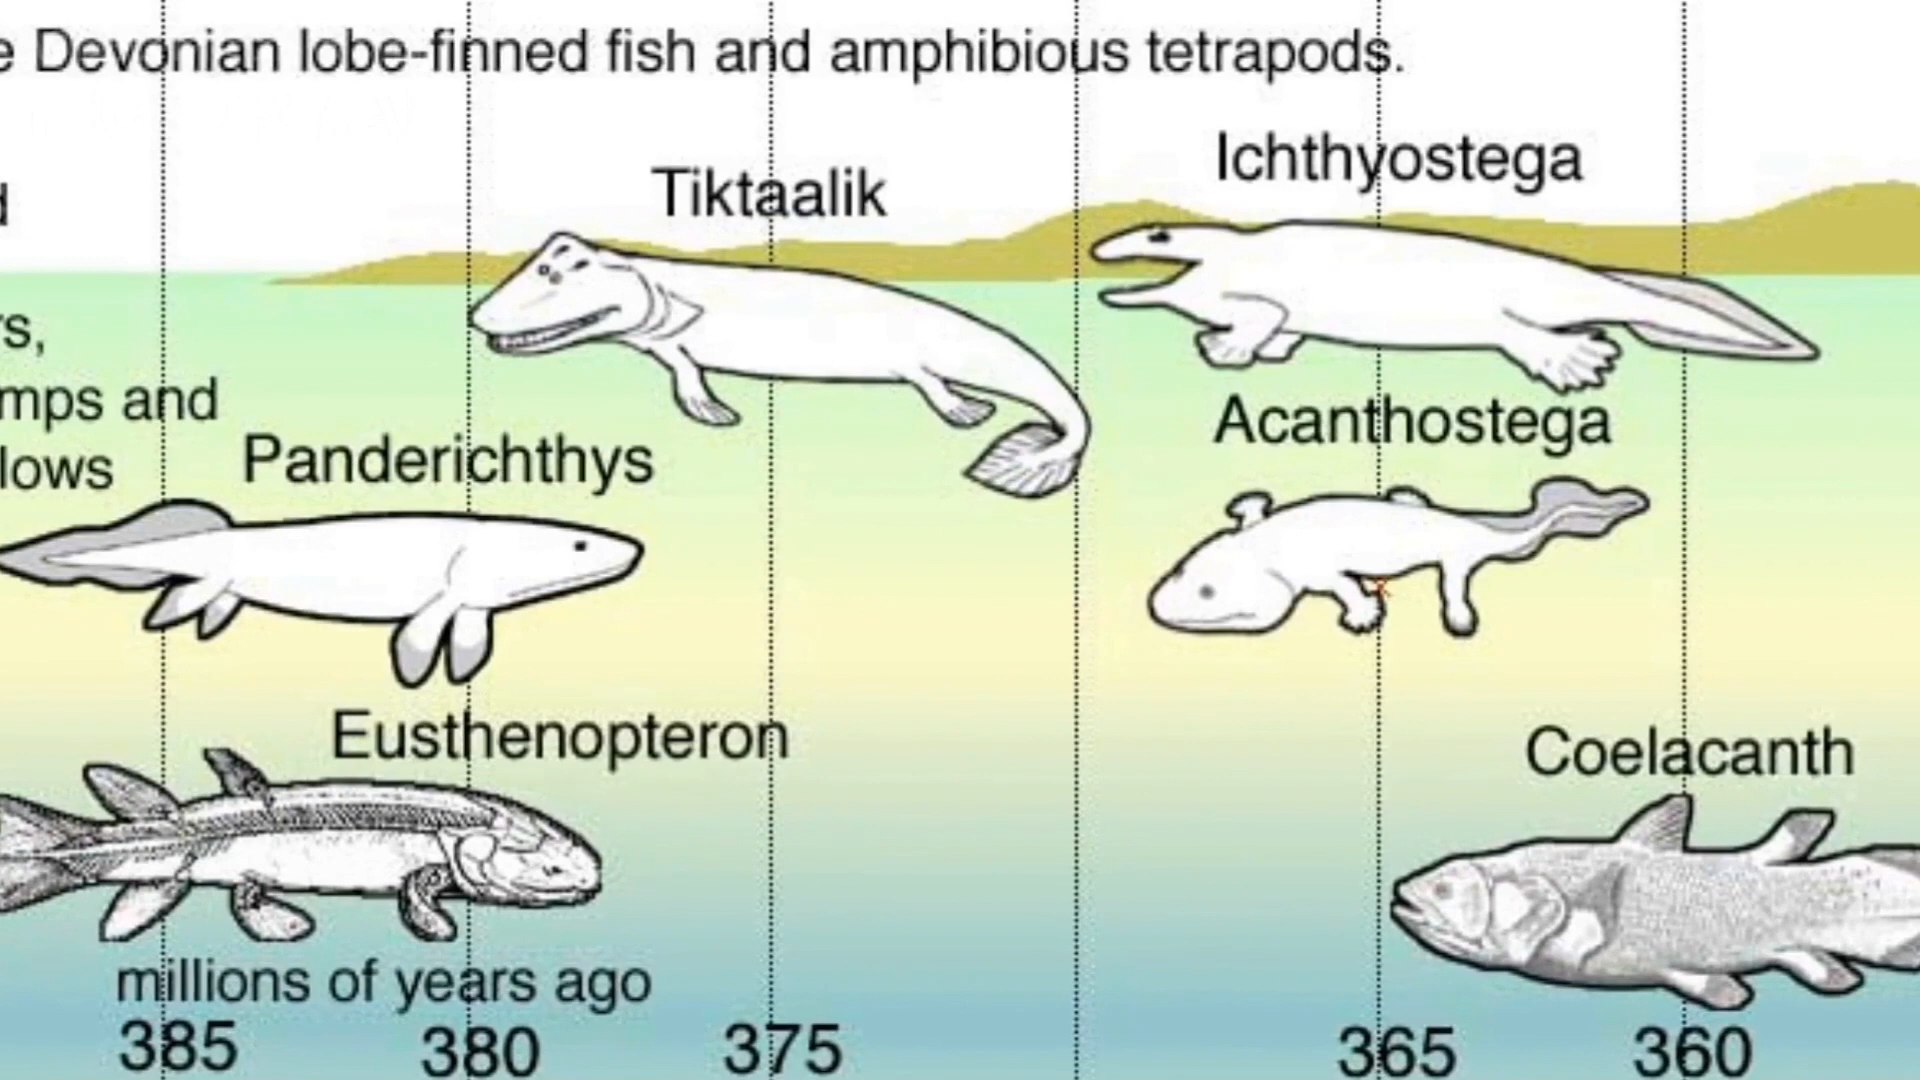 e Devonian lobe-finned fish and amphibious tetrapods.
Ichthyostega
Tiktaalik
d
rs,
mps and
lows
Acanthostega
Panderichthys
Eusthenopteron
Coelacanth
millions of years ago
385 380 375 365 360